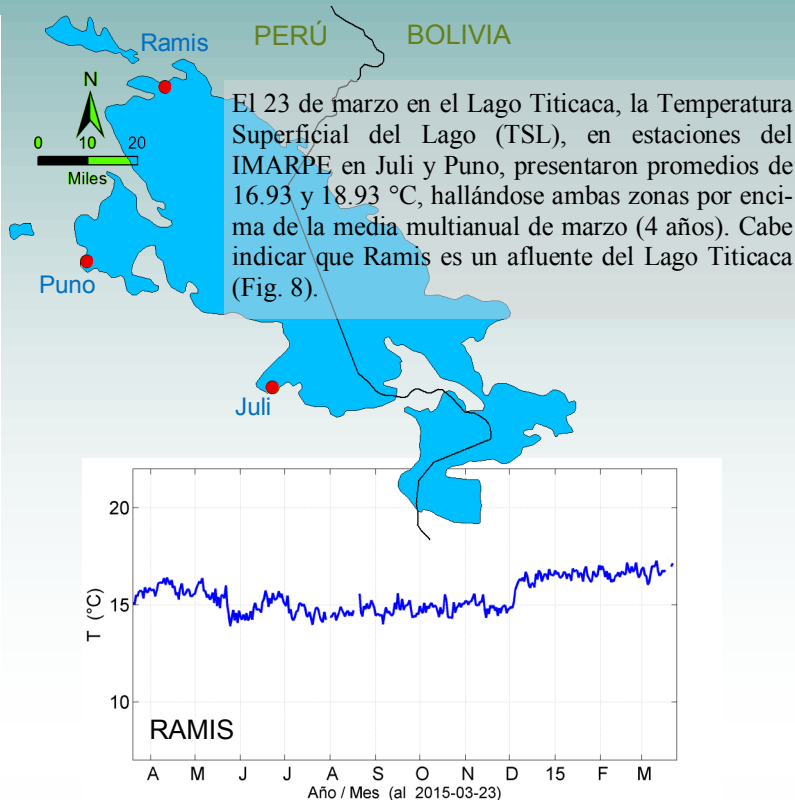 Ramis
PERÚ
BOLIVIA
N
0 10 20
Miles
El 23 de marzo en el Lago Titicaca, la Temperatura
Superficial del Lago (TSL), en estaciones del
IMARPE en Juli y Puno, presentaron promedios de
16.93 y 18.93 °C, hallándose ambas zonas por enci-
ma de la media multianual de marzo (4 años). Cabe
indicar que Ramis es un afluente del Lago Titicaca
(Fig. 8).
Puno
Juli
20
15
10
T (°C)
RAMIS
A M J J A S O N D 15 F M
Año / Mes (al 2015-03-23)